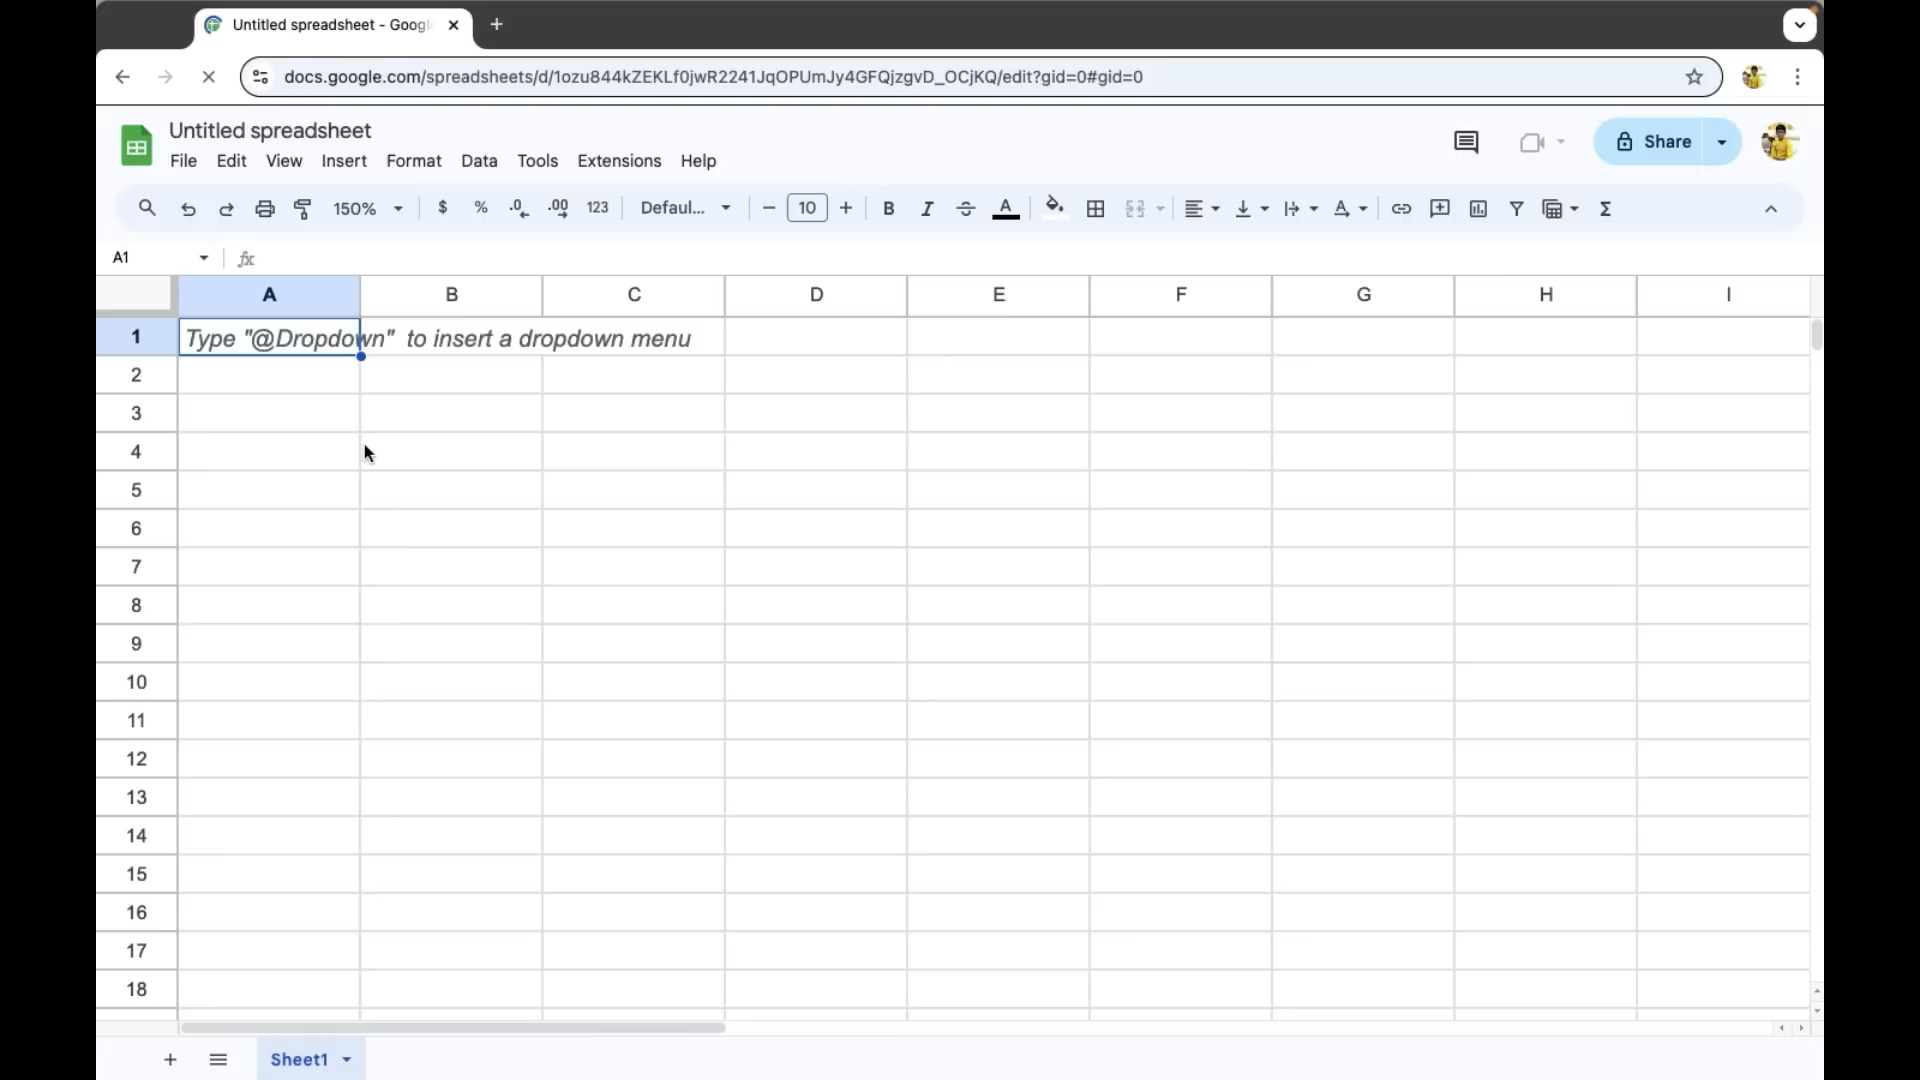 Untitled spreadsheet - Googl
docs.google.com/spreadsheets/d/1ozu844kZEKLf0jwR2241JqOPUmJy4GFQjzgvD_OCjKQ/edit?gid=0#gid=0
Untitled spreadsheet
File Edit View Insert Format Data Tools Extensions Help
Share
150% $ % .0 .00 123 Defaul... 10 B I S A Σ
A1 fx
A B C D E F G H I
1 Type "@Dropdown" to insert a dropdown menu
2
3
4
5
6
7
8
9
10
11
12
13
14
15
16
17
18
Sheet1